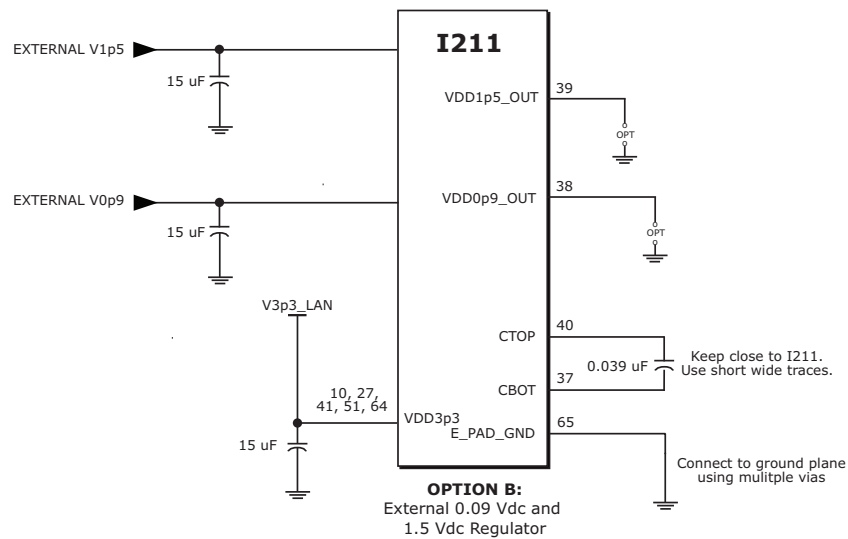 I211
EXTERNAL V1p5
15 uF
VDD1p5_OUT
39
OPT
EXTERNAL V0p9
15 uF
VDD0p9_OUT
38
OPT
V3p3_LAN
10, 27,
41, 51, 64
VDD3p3
15 uF
CTOP
40
0.039 uF
Keep close to I211.
Use short wide traces.
CBOT
37
E_PAD_GND
65
Connect to ground plane
using mulitple vias
OPTION B:
External 0.09 Vdc and
1.5 Vdc Regulator